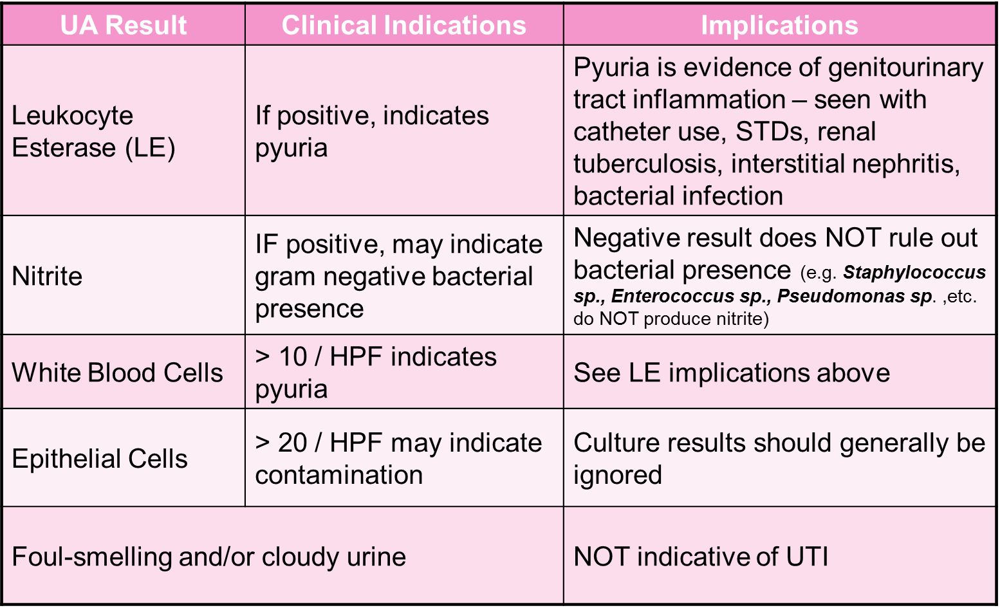 UA Result
Clinical Indications
Implications
Leukocyte
Esterase (LE)
If positive, indicates
pyuria
Pyuria is evidence of genitourinary
tract inflammation – seen with
catheter use, STDs, renal
tuberculosis, interstitial nephritis,
bacterial infection
Nitrite
IF positive, may indicate
gram negative bacterial
presence
Negative result does NOT rule out
bacterial presence (e.g. Staphylococcus
sp., Enterococcus sp., Pseudomonas sp. ,etc.
do NOT produce nitrite)
White Blood Cells
> 10 / HPF indicates
pyuria
See LE implications above
Epithelial Cells
> 20 / HPF may indicate
contamination
Culture results should generally be
ignored
Foul-smelling and/or cloudy urine
NOT indicative of UTI